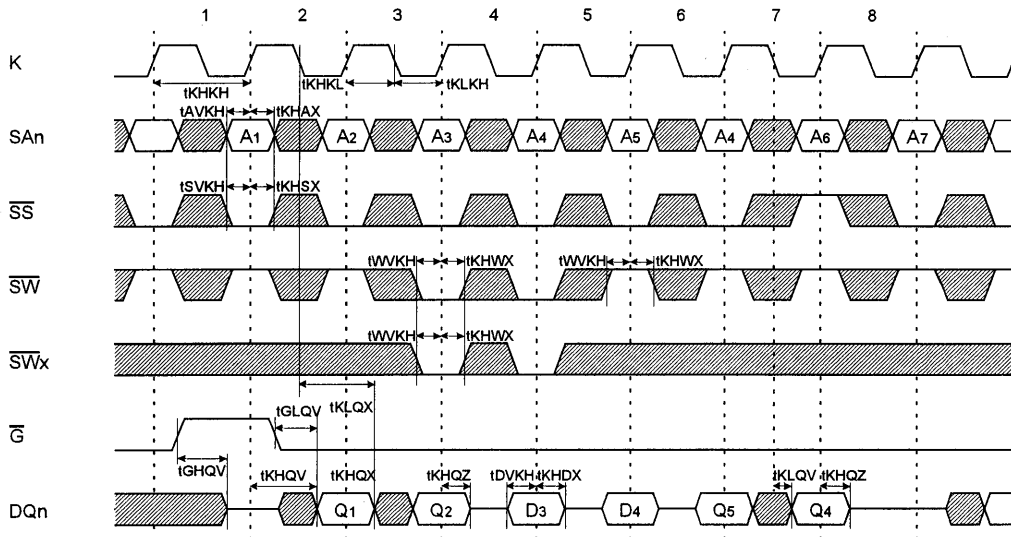 1 2 3 4 5 6 7 8
K
tKHKH tKHKL tKLKH
tAVKH tKHAX
SAn A1 A2 A3 A4 A5 A4 A6 A7
tSVKH tKHSX
SS
tWVKH tKHWX tWVKH tKHWX
SW
tWVKH tKHWX
SWx
tGLQV tKLQX
G
tGHQV
tKHQV tKHQX tKHQZ tDVKH tKHDX tKLQV tKHQZ
DQn Q1 Q2 D3 D4 Q5 Q4